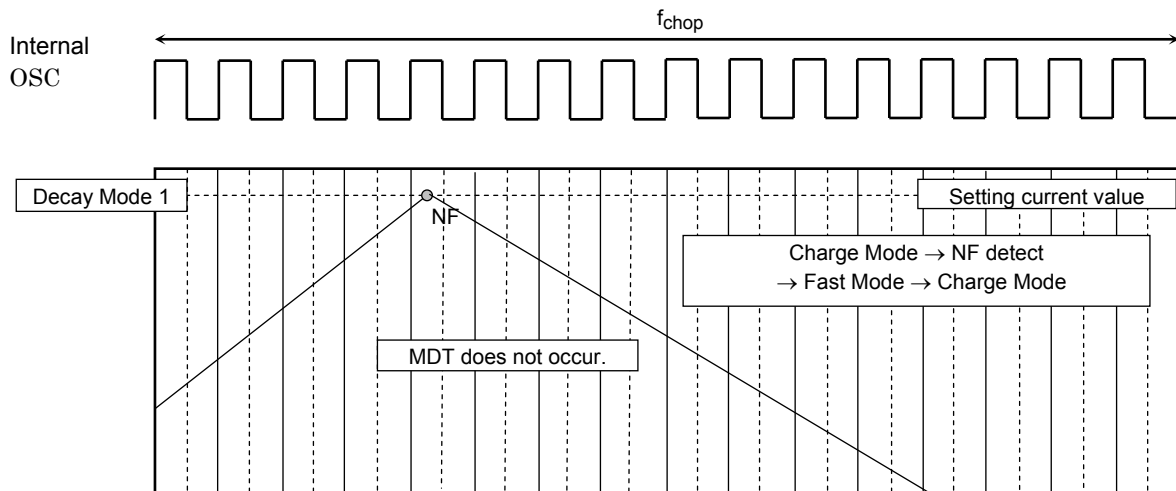 fchop
Internal
OSC
Decay Mode 1
Setting current value
NF
Charge Mode → NF detect
→ Fast Mode → Charge Mode
MDT does not occur.